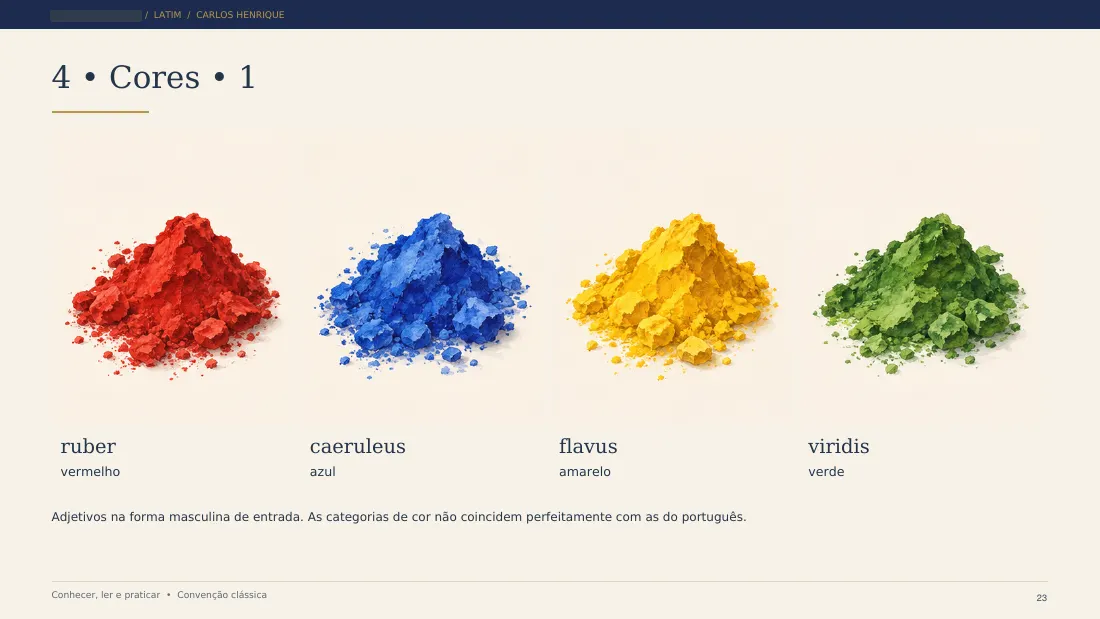 / LATIM / CARLOS HENRIQUE
4 • Cores • 1
ruber
vermelho
caeruleus
azul
flavus
amarelo
viridis
verde
Adjetivos na forma masculina de entrada. As categorias de cor não coincidem perfeitamente com as do português.
Conhecer, ler e praticar • Convenção clássica
23